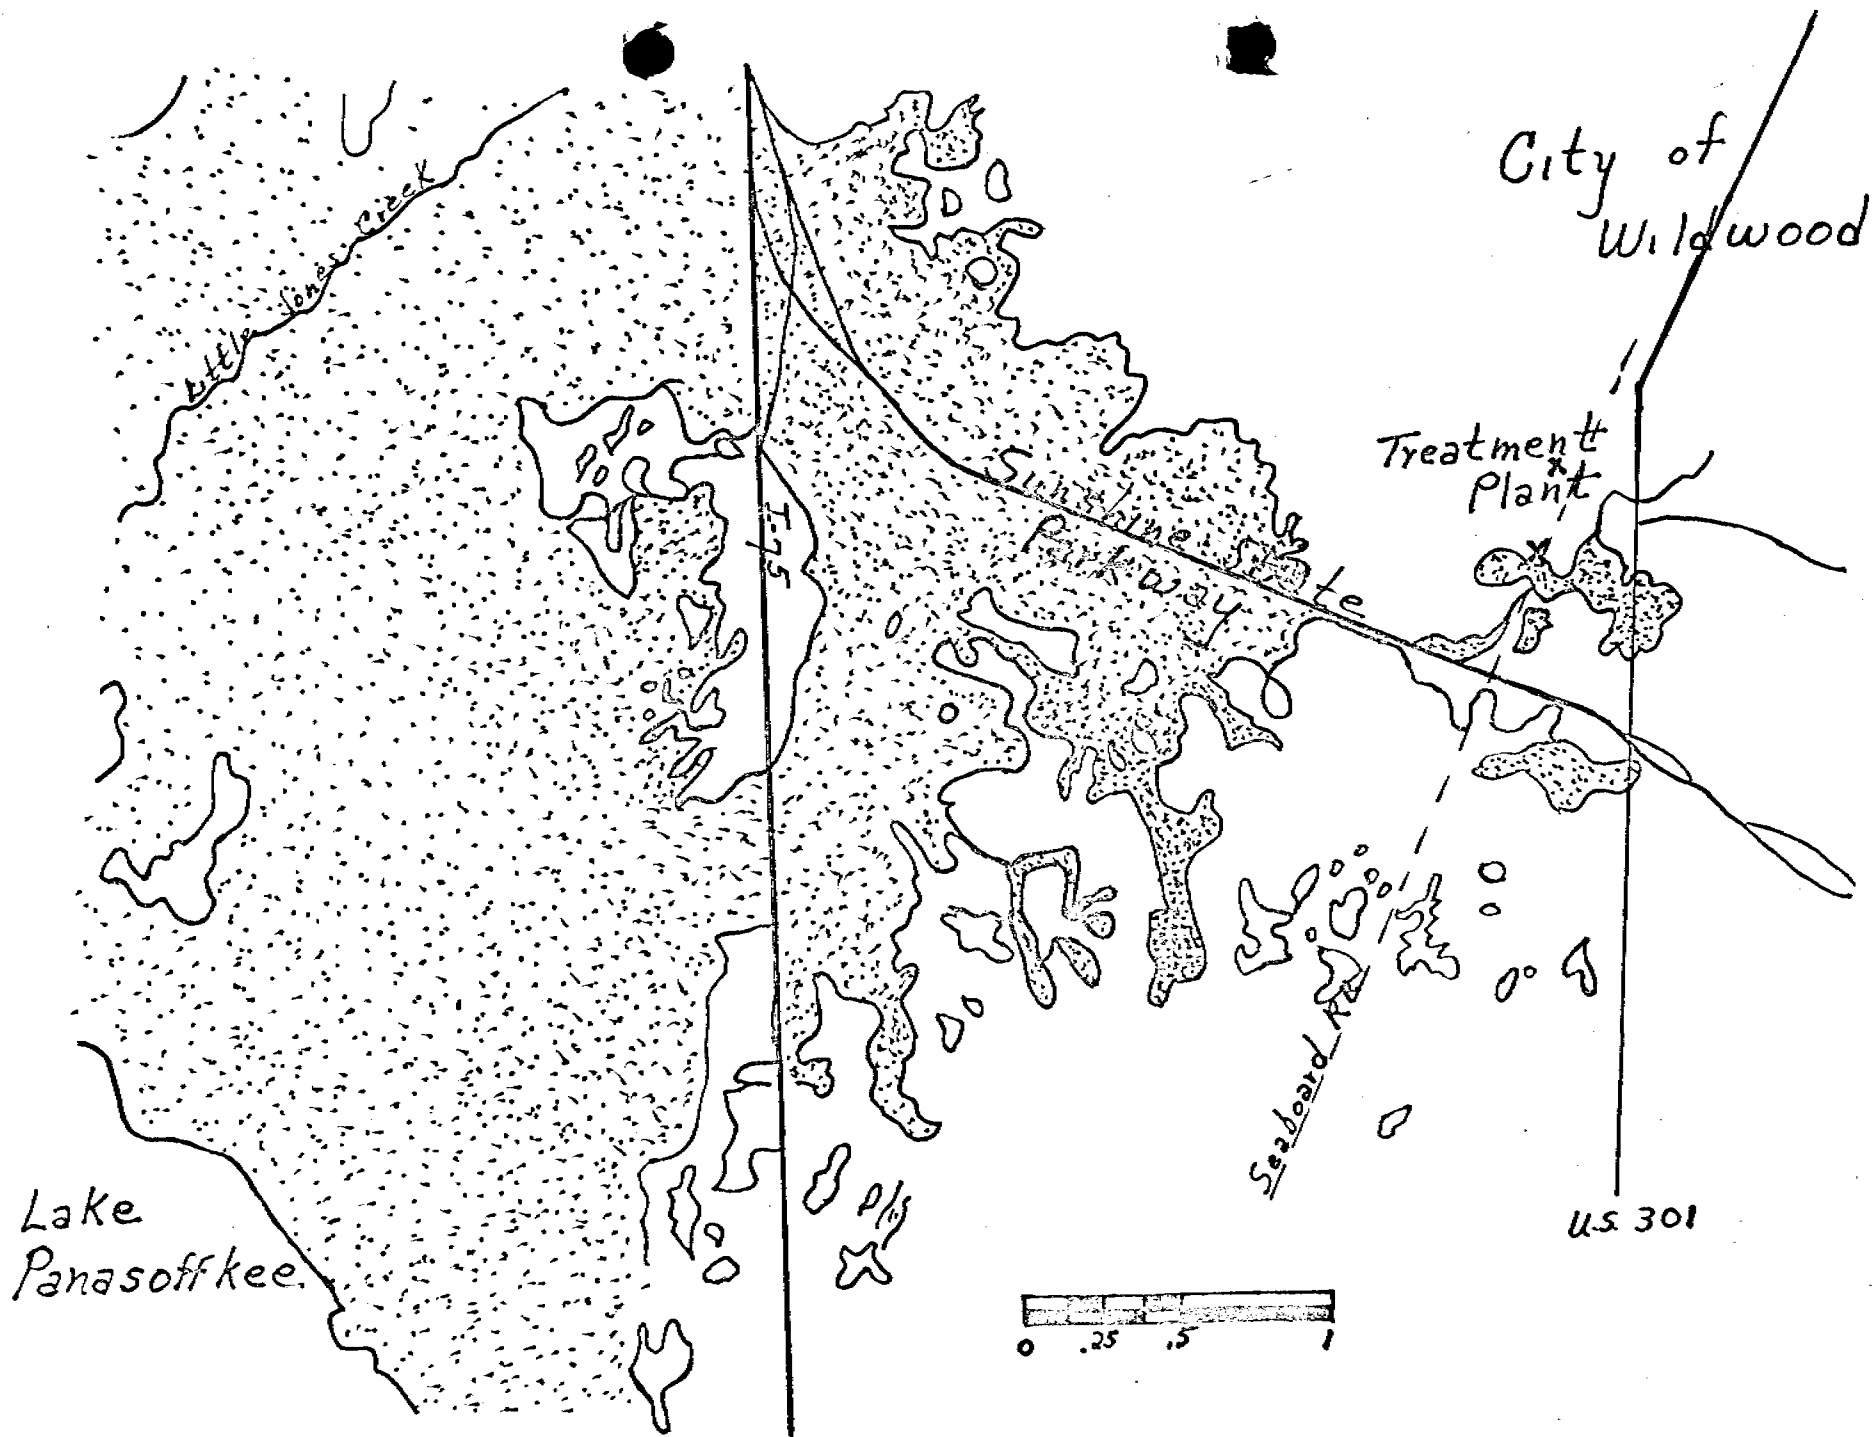 City of
Wildwood
Little Jones Creek
Treatment
Plant
Sunshine State
Parkway
I-75
Lake
Panasoffkee
Seaboard RR
U.S. 301
0 .25 .5 1